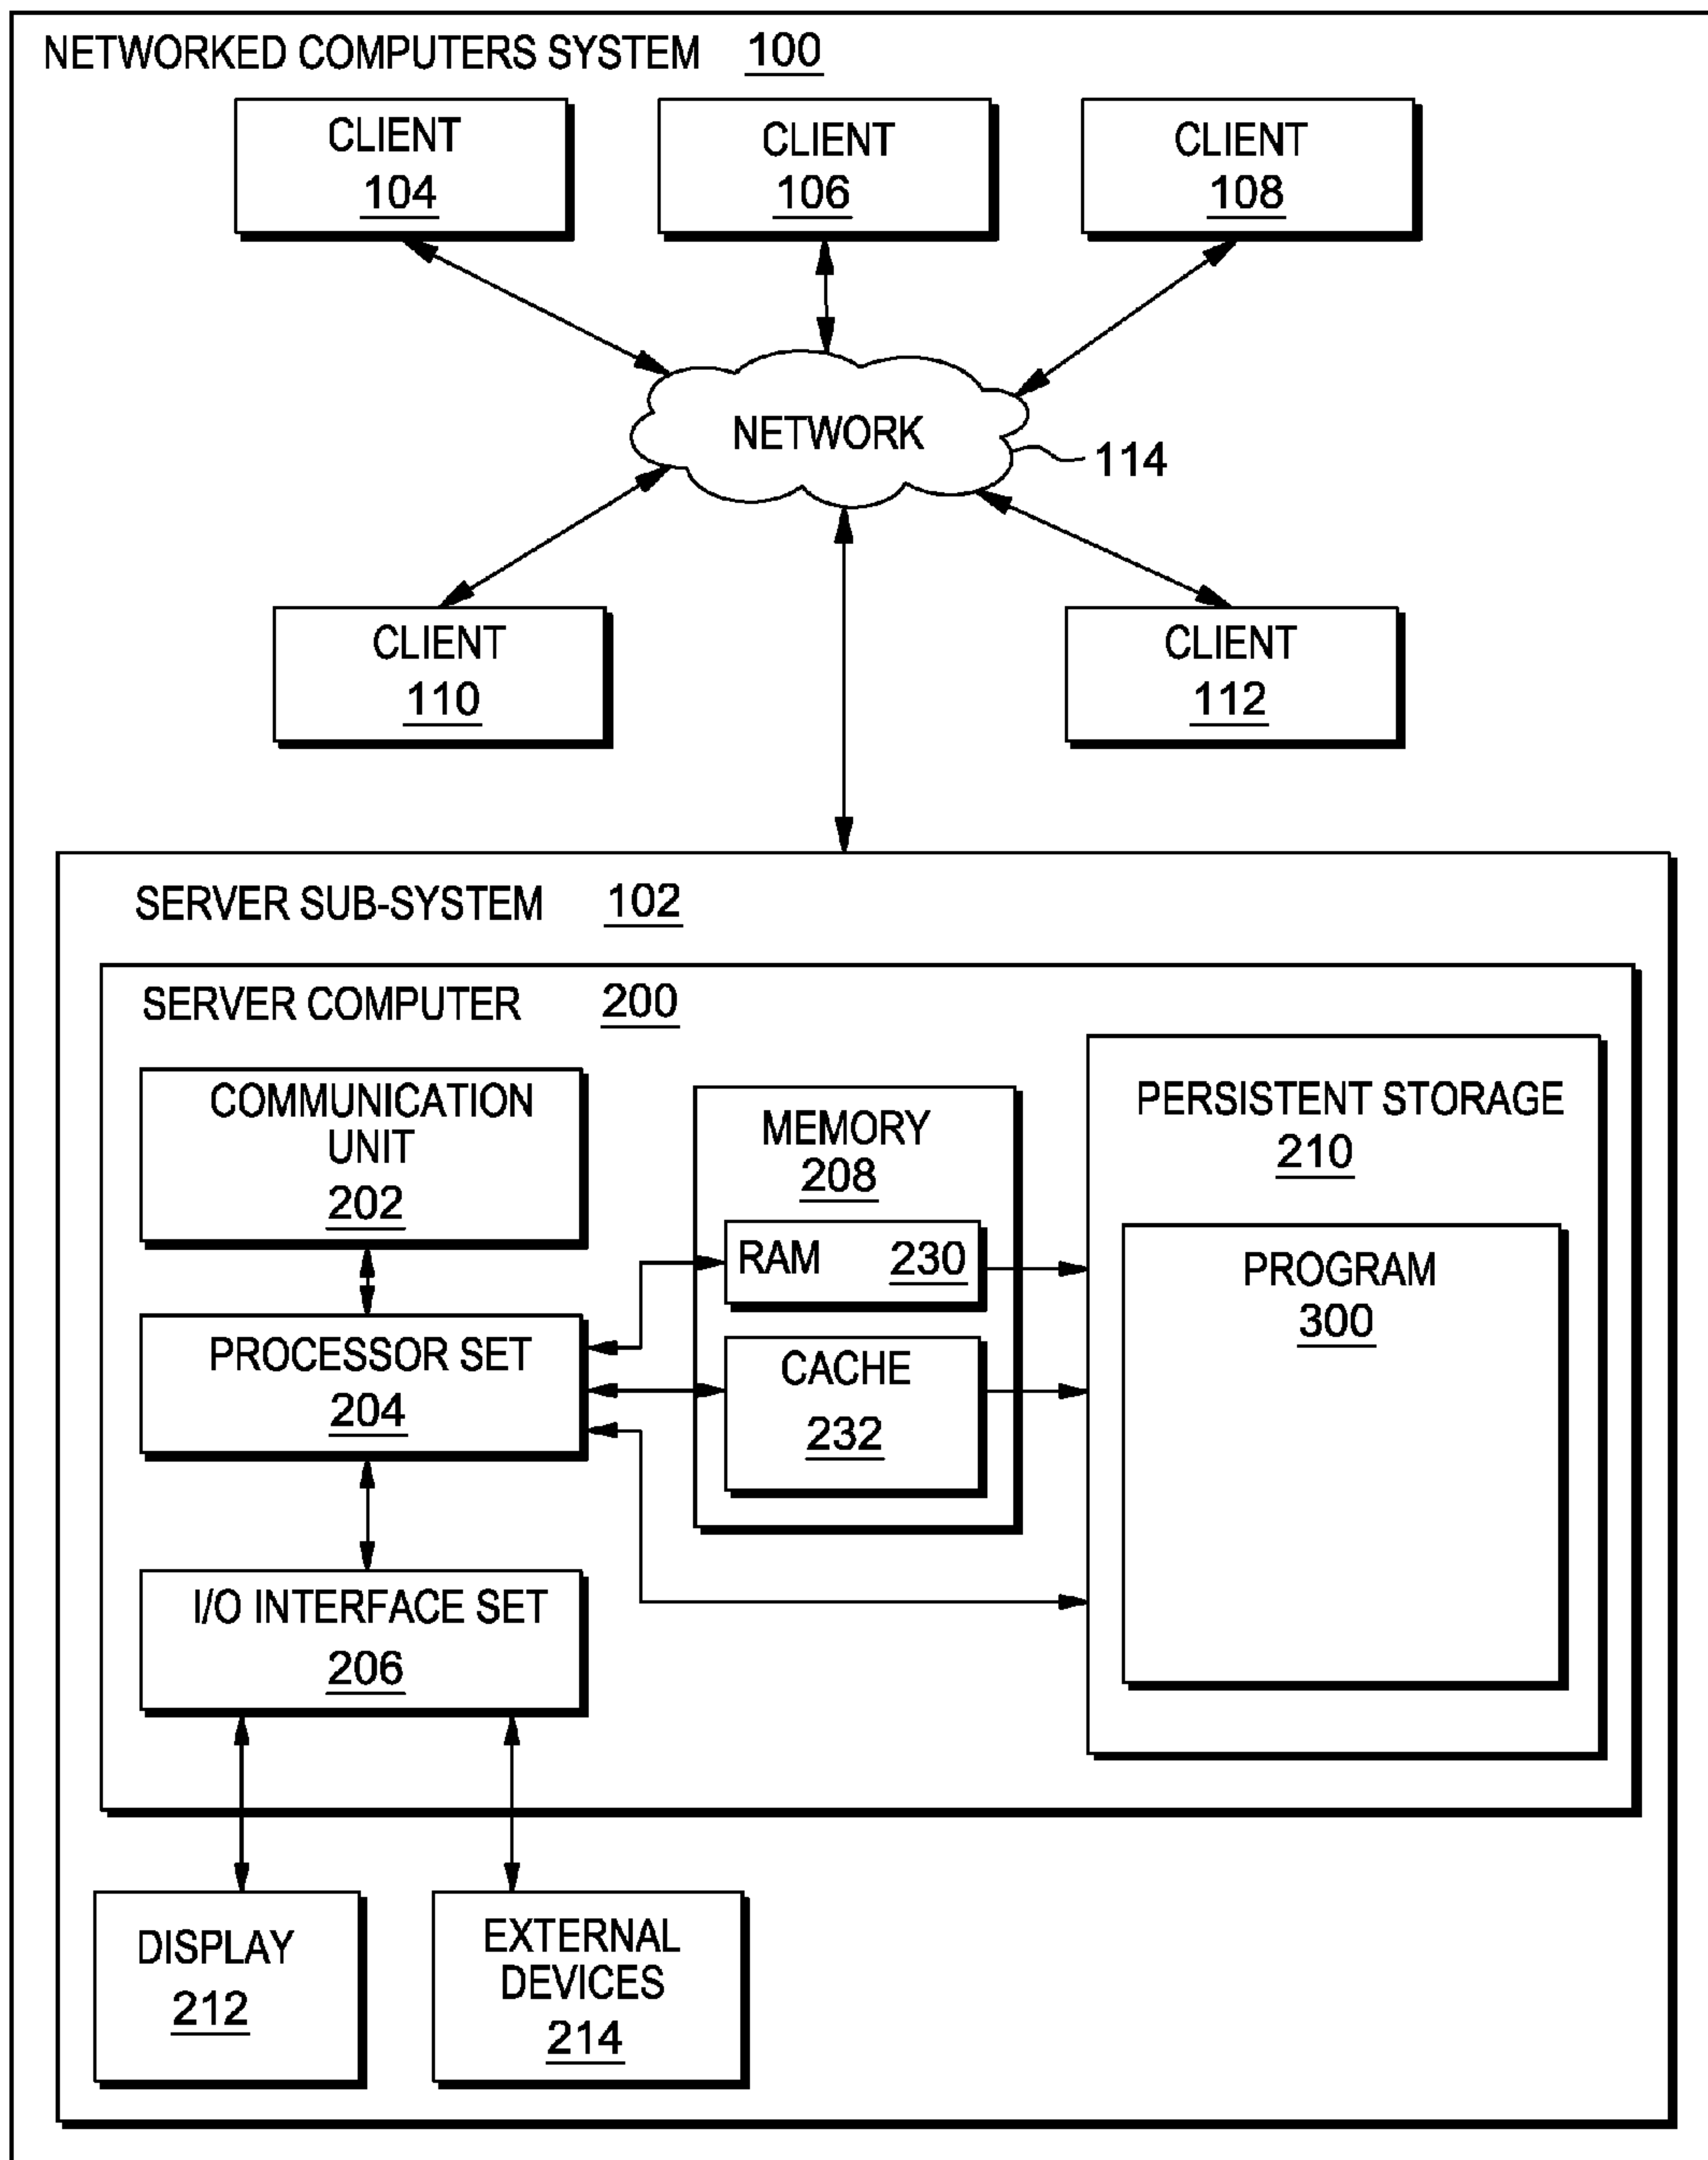 NETWORKED COMPUTERS SYSTEM 100
CLIENT
104
CLIENT
106
CLIENT
108
NETWORK
114
CLIENT
110
CLIENT
112
SERVER SUB-SYSTEM 102
SERVER COMPUTER 200
COMMUNICATION
UNIT
202
PROCESSOR SET
204
I/O INTERFACE SET
206
MEMORY
208
RAM 230
CACHE
232
PERSISTENT STORAGE
210
PROGRAM
300
DISPLAY
212
EXTERNAL
DEVICES
214